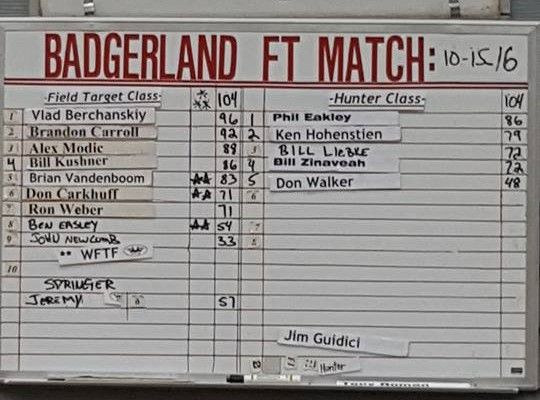 BADGERLAND FT MATCH: 10-15/16
-Field Target Class- ** 104
1 Vlad Berchanskiy 96
2 Brandon Carroll 92
3 Alex Modic 88
4 Bill Kushner 86
5 Brian Vandenboom ** 83
6 Don Carkhuff ** 71
7 Ron Weber 71
8 BEN EASLEY ** 54
9 JOHN NEWCOMB 33
** WFTF
10
SPRINGER
JEREMY 57
-Hunter Class- 104
1 Phil Eakley 86
2 Ken Hohenstien 79
3 BILL LIEBKE 72
4 Bill Zinaveah 72
5 Don Walker 48
6
7
8
Jim Guidici
Hunter